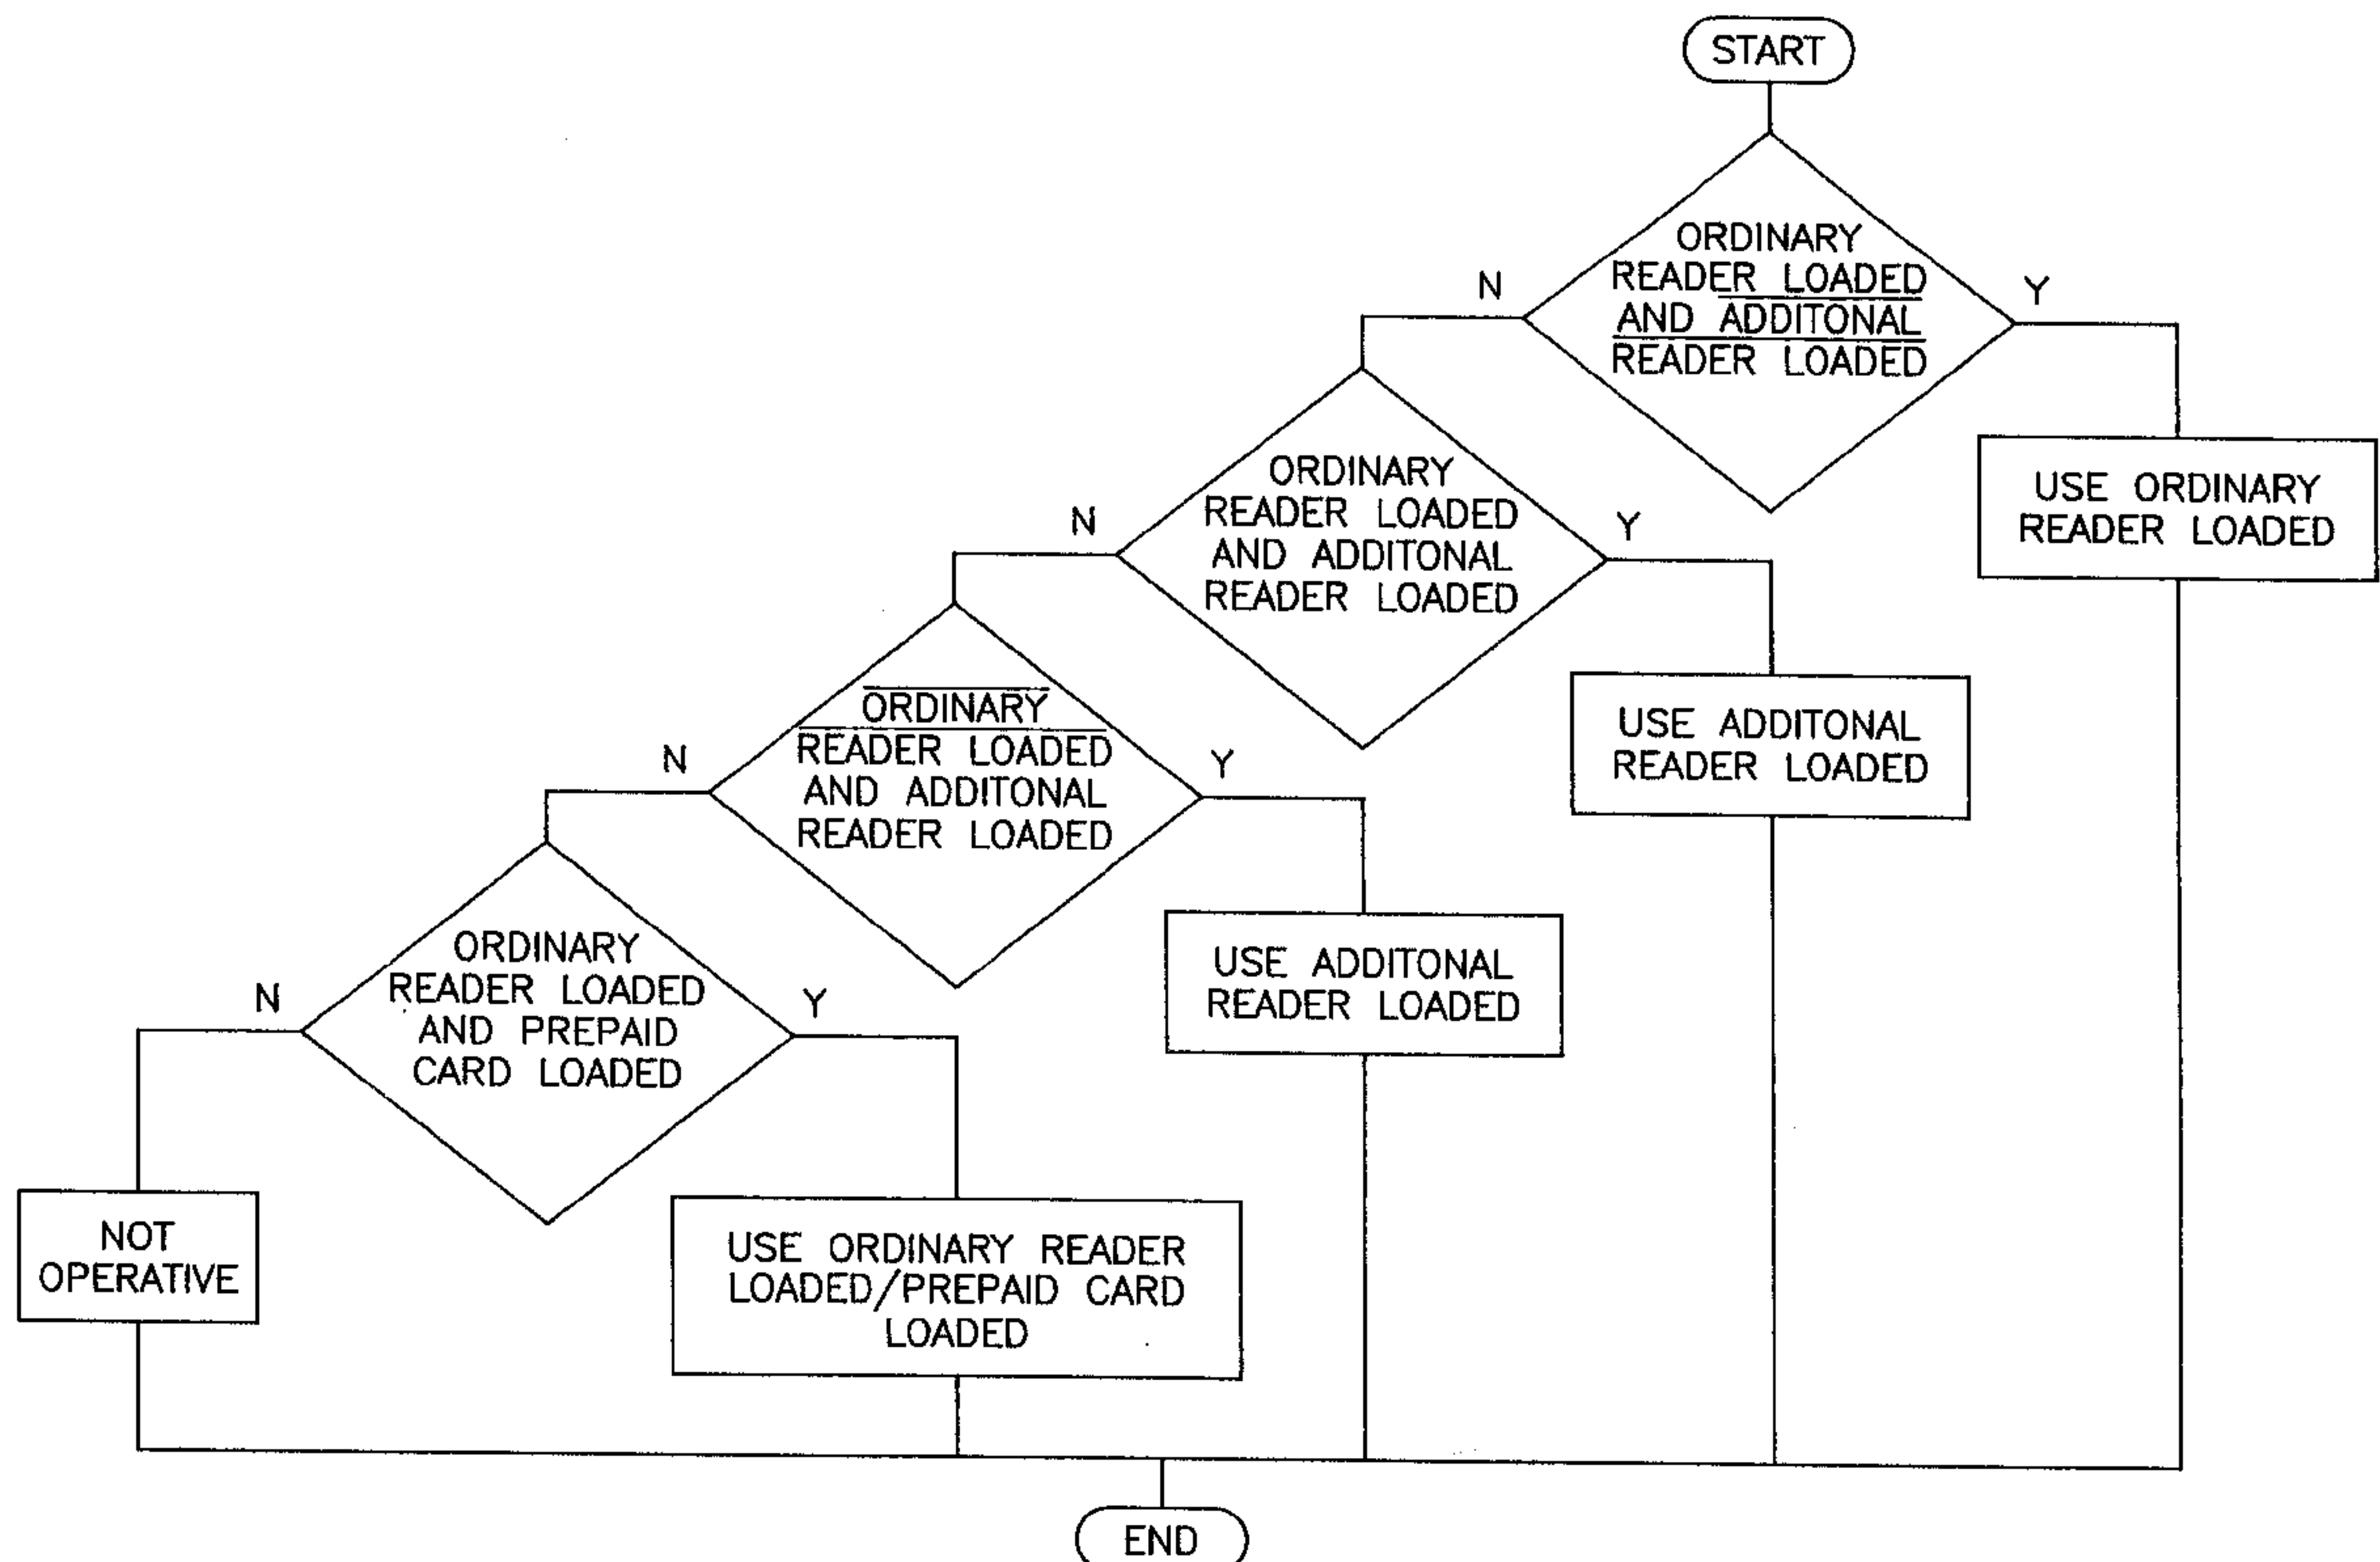 START
ORDINARY
READER LOADED
AND ADDITONAL
READER LOADED
N
Y
USE ORDINARY
READER LOADED
ORDINARY
READER LOADED
AND ADDITONAL
READER LOADED
N
Y
USE ADDITONAL
READER LOADED
ORDINARY
READER LOADED
AND ADDITONAL
READER LOADED
N
Y
USE ADDITONAL
READER LOADED
ORDINARY
READER LOADED
AND PREPAID
CARD LOADED
N
Y
NOT
OPERATIVE
USE ORDINARY READER
LOADED/PREPAID CARD
LOADED
END